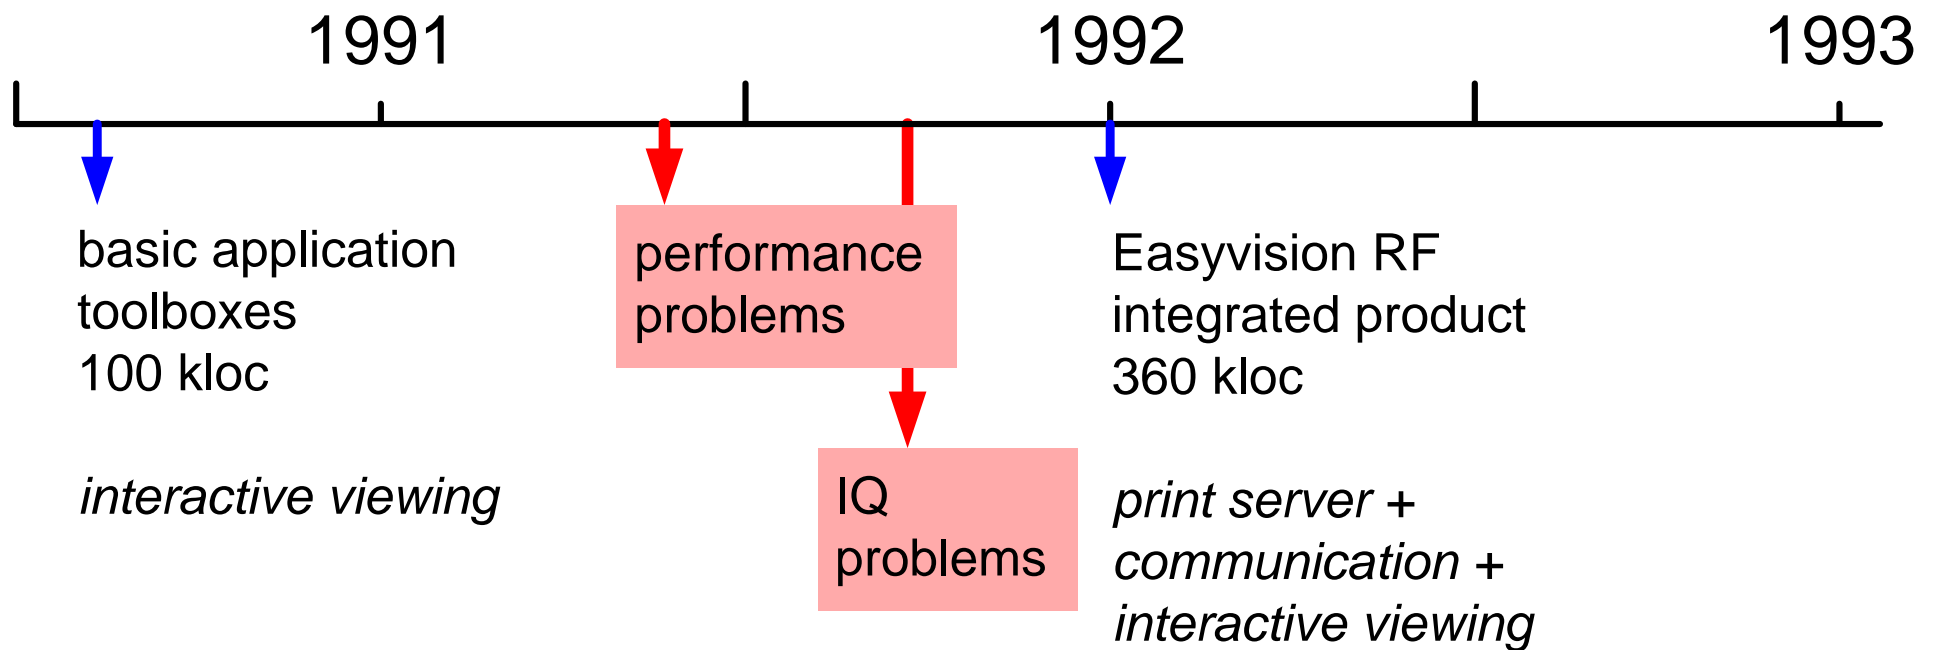 1991
1992
1993
basic application
toolboxes
100 kloc
interactive viewing
performance
problems
IQ
problems
Easyvision RF
integrated product
360 kloc
print server +
communication +
interactive viewing